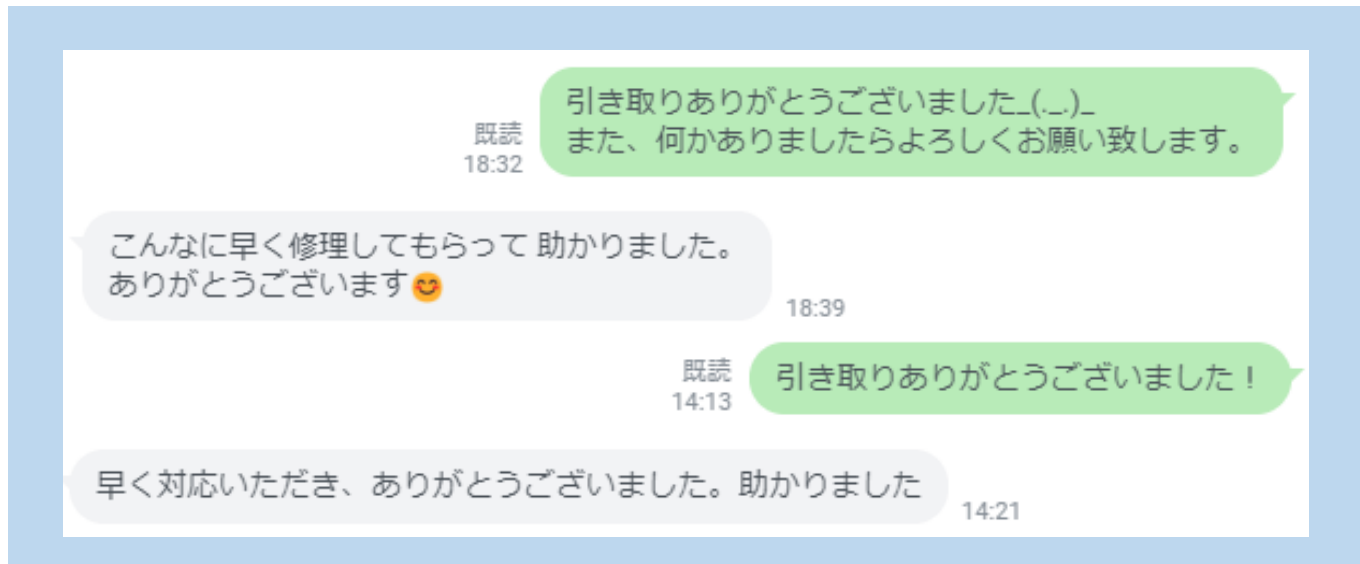 引き取りありがとうございました_(._.)_
また、何かありましたらよろしくお願い致します。
既読
18:32
こんなに早く修理してもらって 助かりました。
ありがとうございます😊
18:39
引き取りありがとうございました！
既読
14:13
早く対応いただき、ありがとうございました。助かりました
14:21